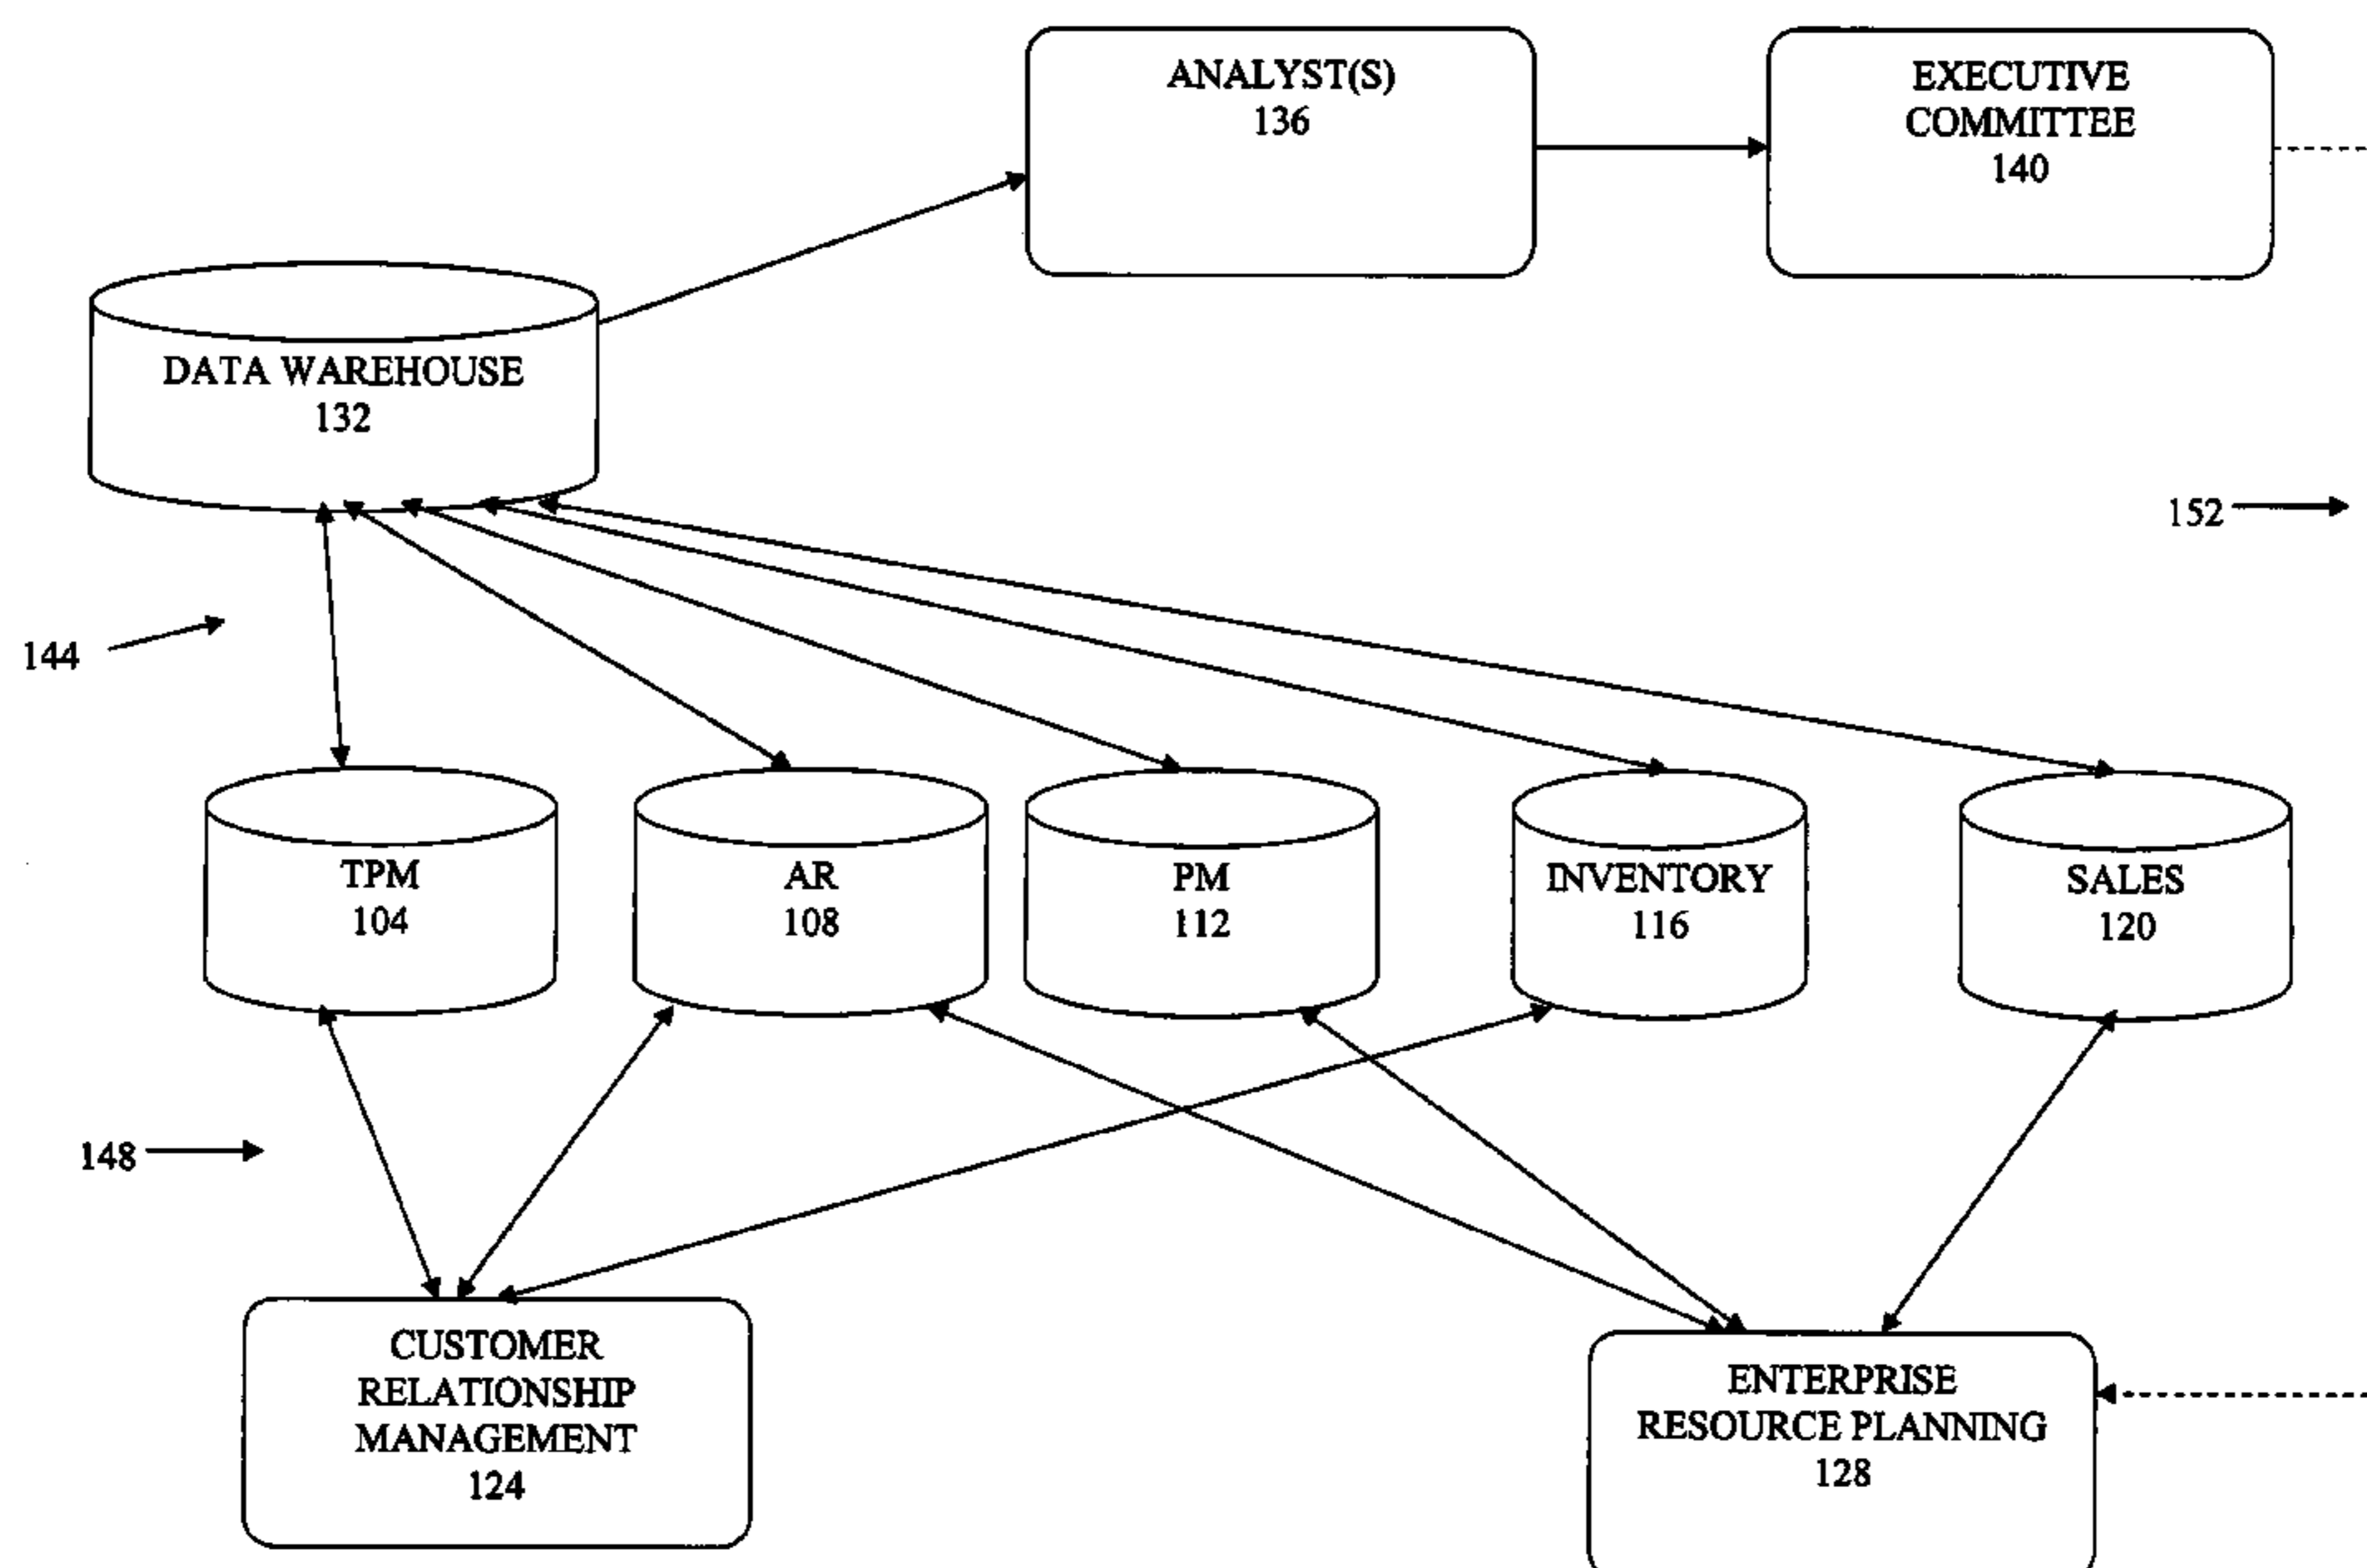 ANALYST(S)
136
EXECUTIVE
COMMITTEE
140
DATA WAREHOUSE
132
152
144
TPM
104
AR
108
PM
112
INVENTORY
116
SALES
120
148
CUSTOMER
RELATIONSHIP
MANAGEMENT
124
ENTERPRISE
RESOURCE PLANNING
128